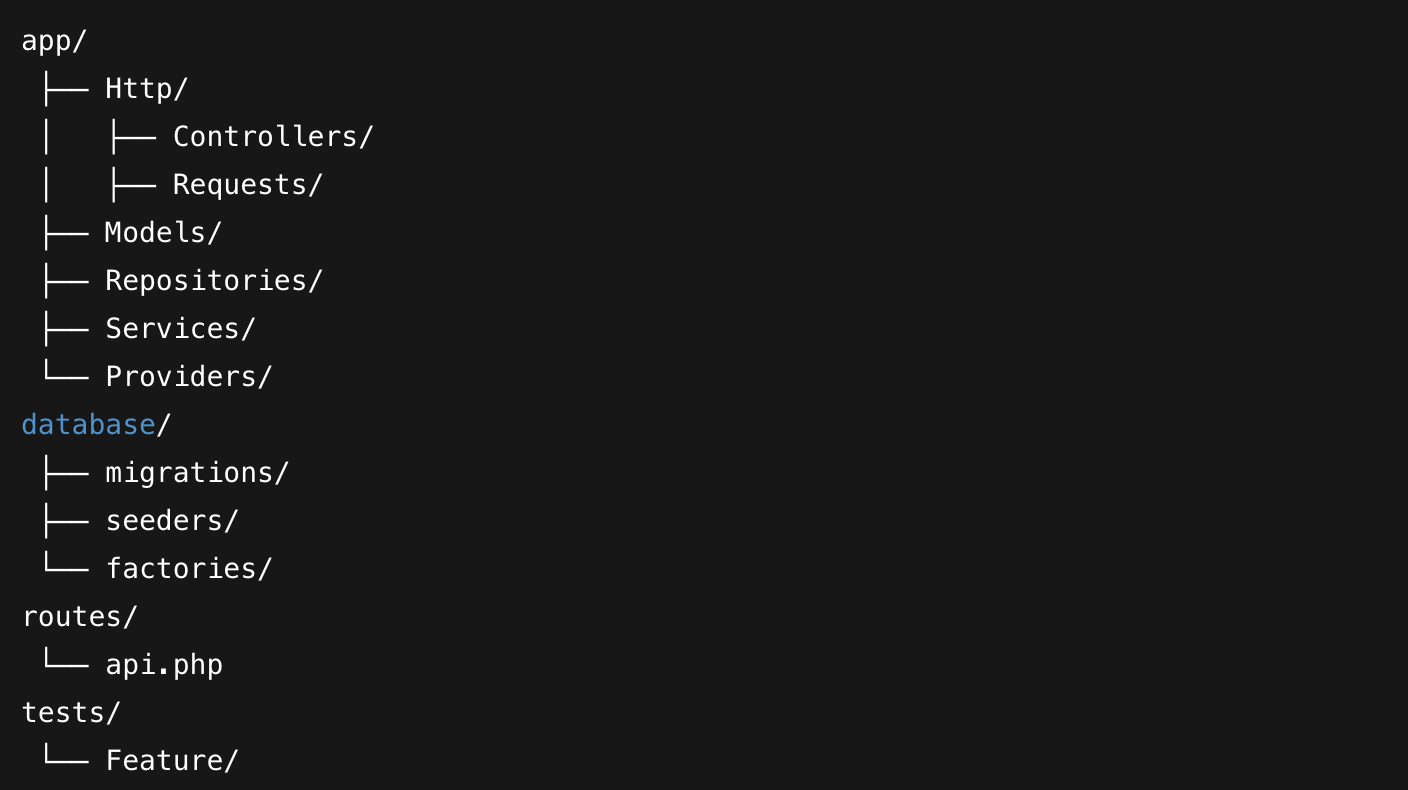 app/
 ├── Http/
 │   ├── Controllers/
 │   ├── Requests/
 ├── Models/
 ├── Repositories/
 ├── Services/
 └── Providers/
database/
 ├── migrations/
 ├── seeders/
 └── factories/
routes/
 └── api.php
tests/
 └── Feature/